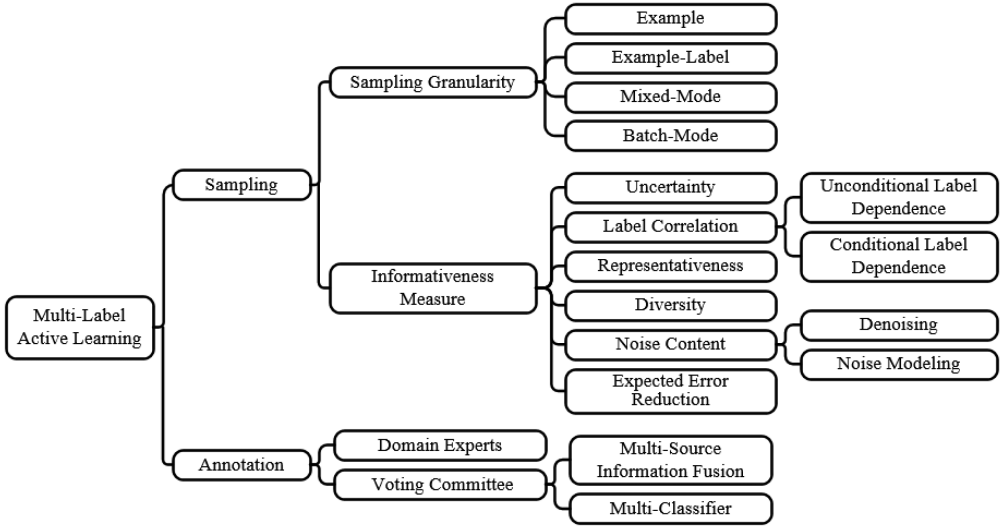 Multi-Label
Active Learning
Sampling
Sampling Granularity
Example
Example-Label
Mixed-Mode
Batch-Mode
Informativeness
Measure
Uncertainty
Label Correlation
Unconditional Label
Dependence
Conditional Label
Dependence
Representativeness
Diversity
Noise Content
Denoising
Noise Modeling
Expected Error
Reduction
Annotation
Domain Experts
Voting Committee
Multi-Source
Information Fusion
Multi-Classifier